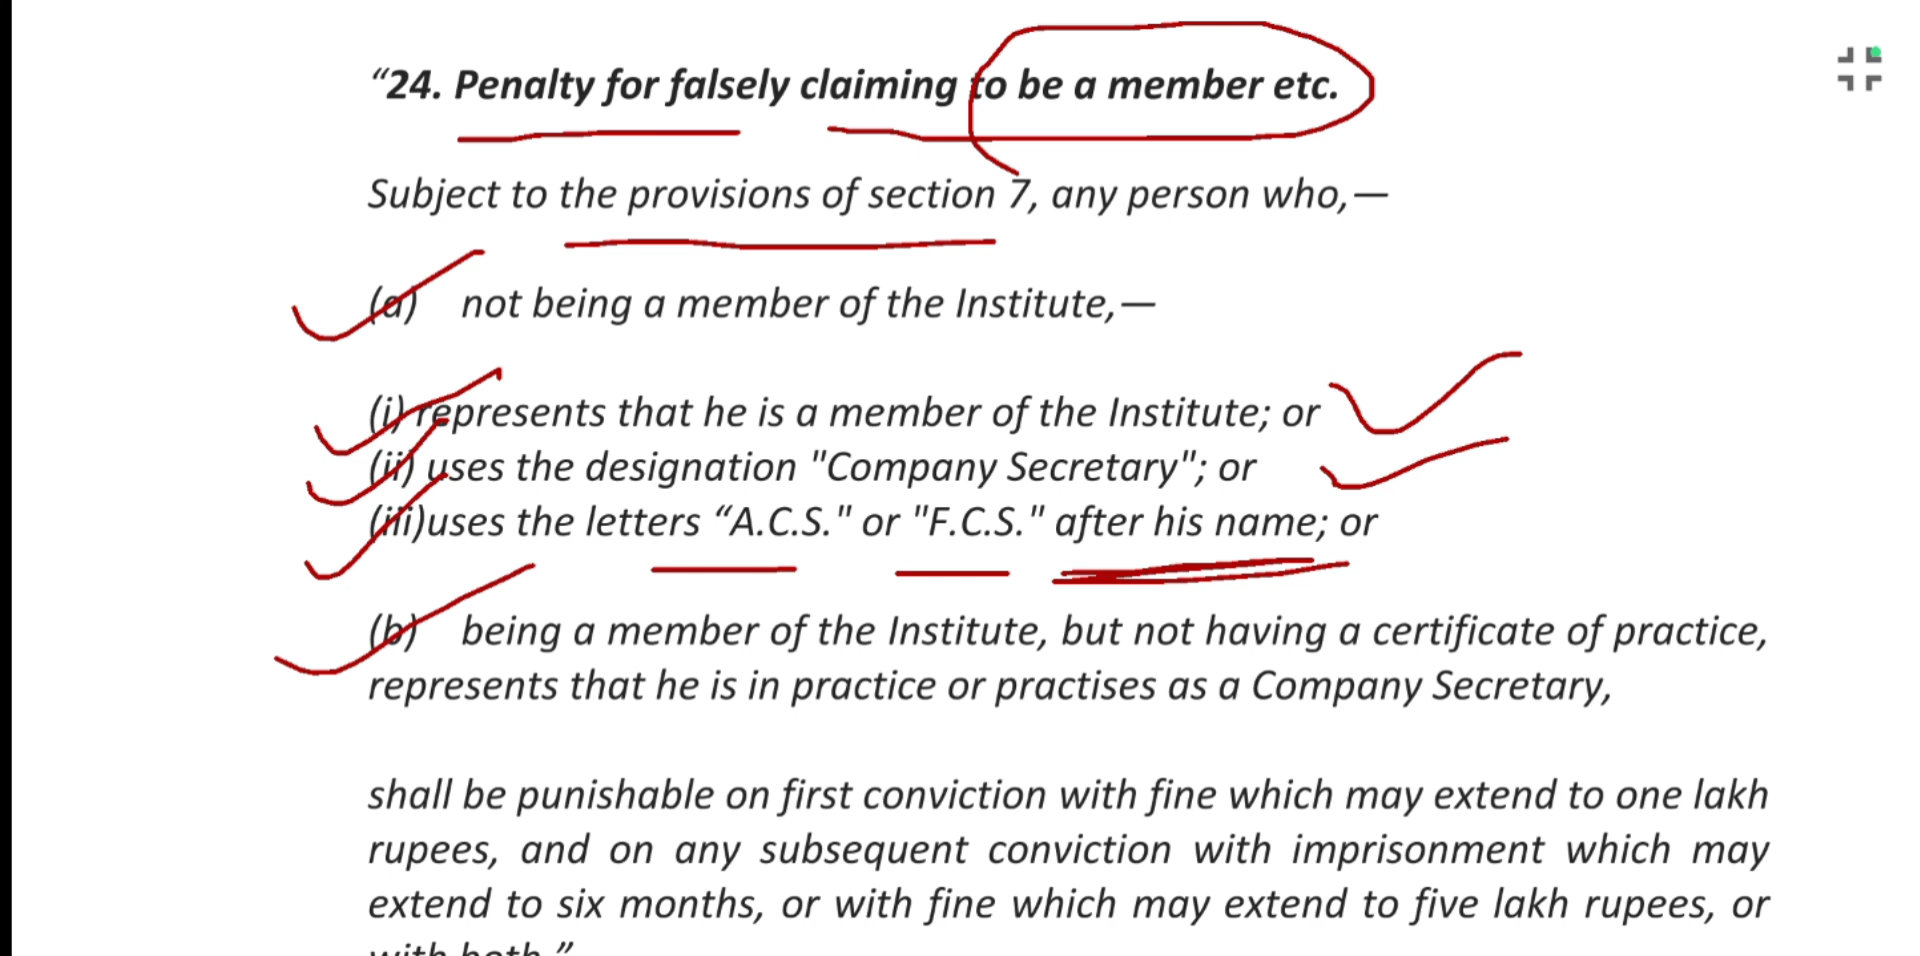 “24. Penalty for falsely claiming to be a member etc.
Subject to the provisions of section 7, any person who,—
(a) not being a member of the Institute,—
(i) represents that he is a member of the Institute; or
(ii) uses the designation "Company Secretary"; or
(iii)uses the letters “A.C.S." or "F.C.S." after his name; or
(b) being a member of the Institute, but not having a certificate of practice,
represents that he is in practice or practises as a Company Secretary,
shall be punishable on first conviction with fine which may extend to one lakh
rupees, and on any subsequent conviction with imprisonment which may
extend to six months, or with fine which may extend to five lakh rupees, or
with both.”